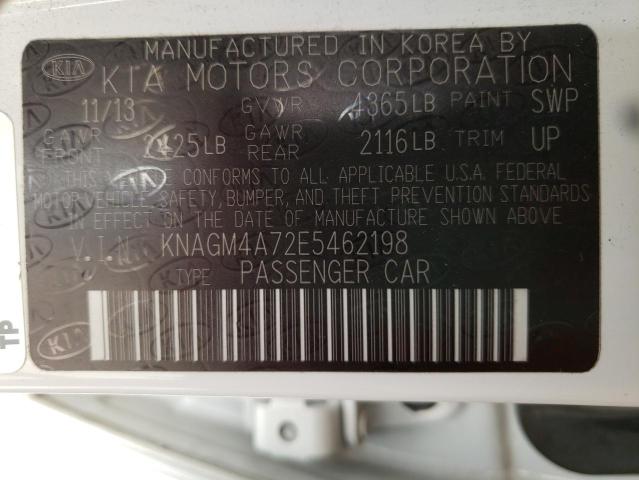 MANUFACTURED IN KOREA BY
KIA KIA MOTORS CORPORATION
11/13 GVWR 4365LB PAINT SWP
GAWR FRONT 2425LB GAWR REAR 2116LB TRIM UP
THIS VEHICLE CONFORMS TO ALL APPLICABLE U.S.A. FEDERAL
MOTOR VEHICLE SAFETY, BUMPER, AND THEFT PREVENTION STANDARDS
IN EFFECT ON THE DATE OF MANUFACTURE SHOWN ABOVE
V.I.N. KNAGM4A72E5462198
TYPE PASSENGER CAR
KIA
TP